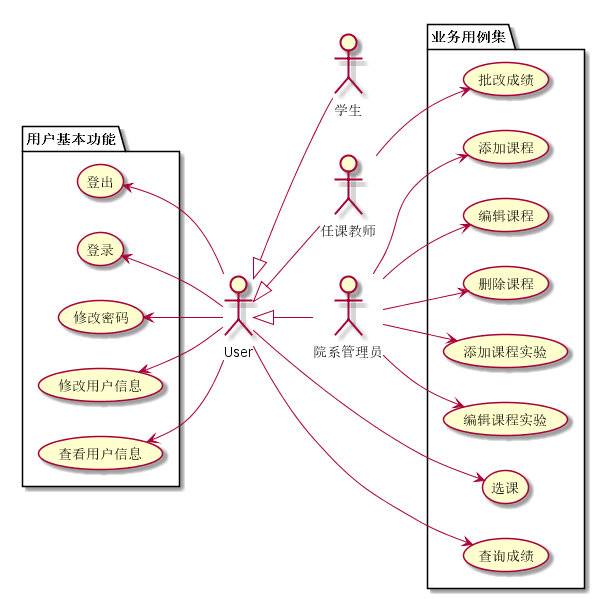 用户基本功能
登出
登录
修改密码
修改用户信息
查看用户信息
User
学生
任课教师
院系管理员
业务用例集
批改成绩
添加课程
编辑课程
删除课程
添加课程实验
编辑课程实验
选课
查询成绩